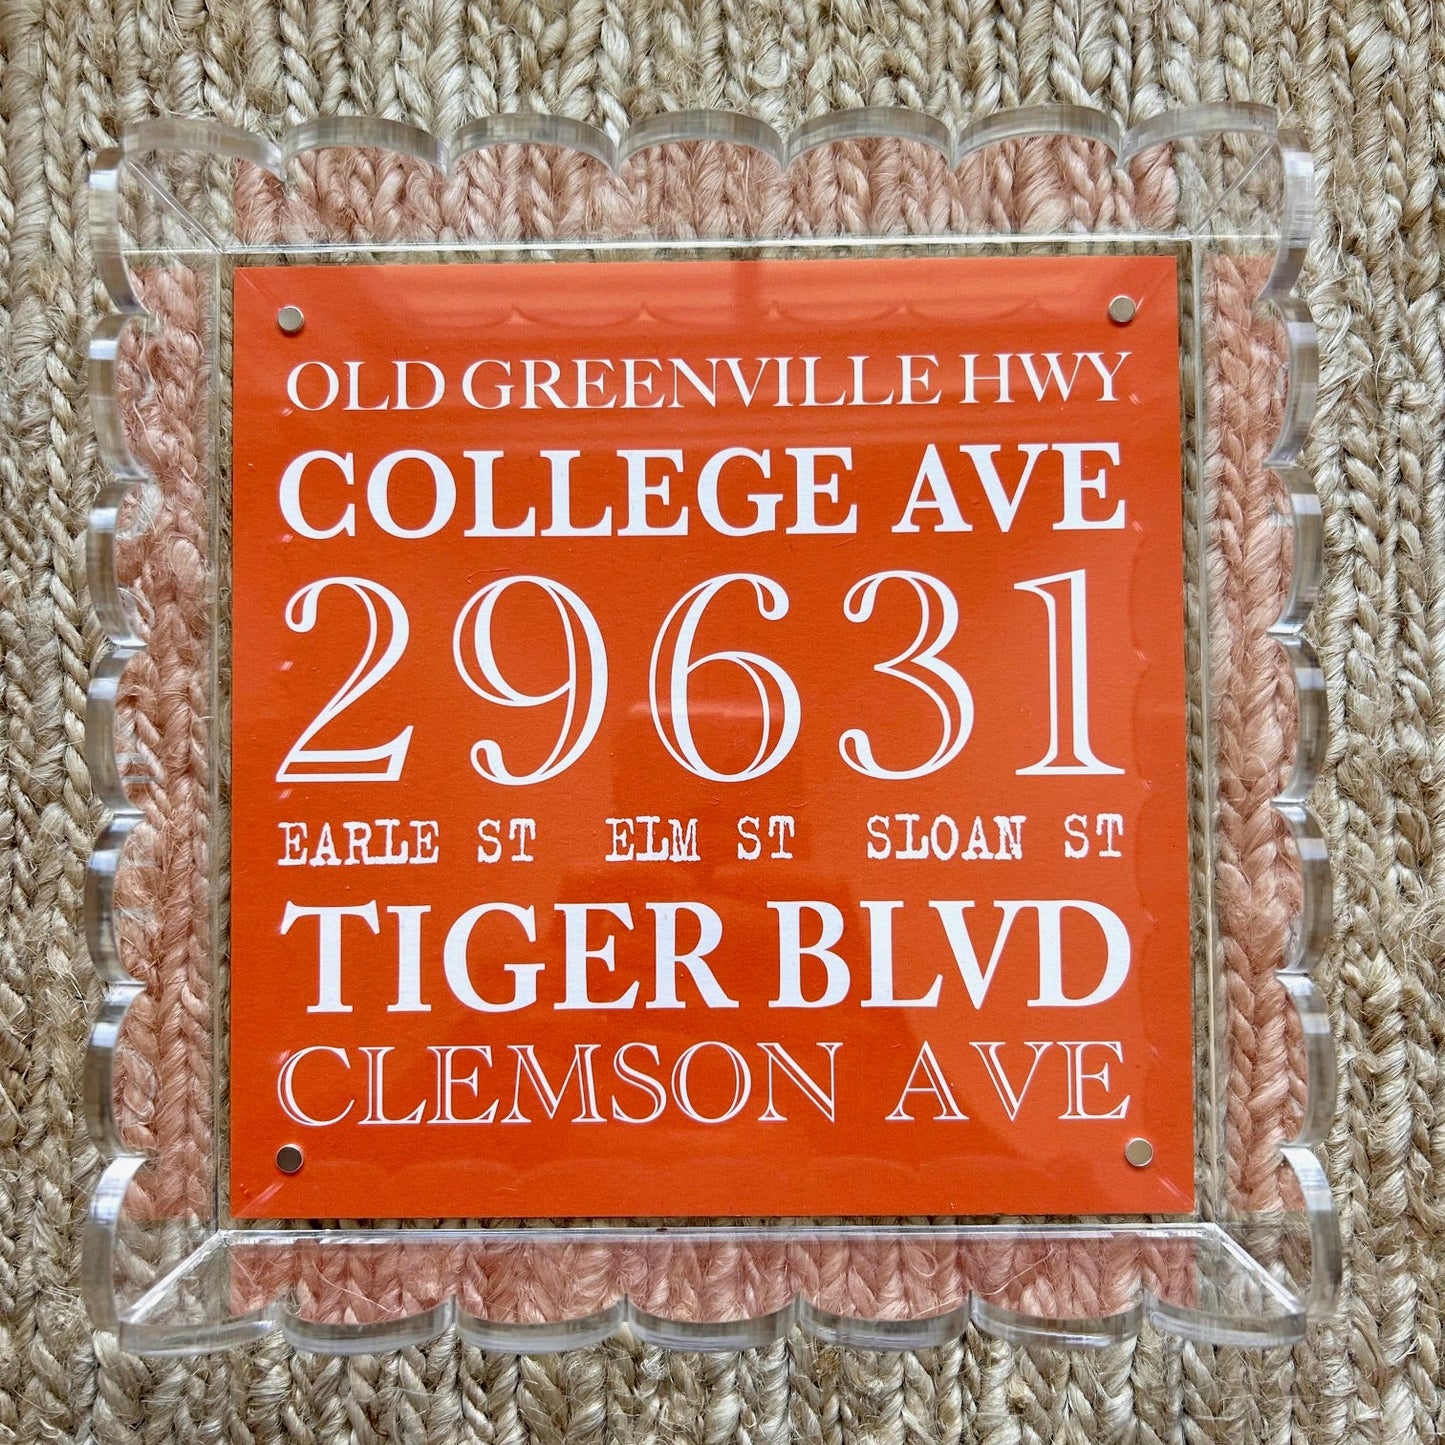 OLD GREENVILLE HWY
COLLEGE AVE
29631
EARLE ST ELM ST SLOAN ST
TIGER BLVD
CLEMSON AVE